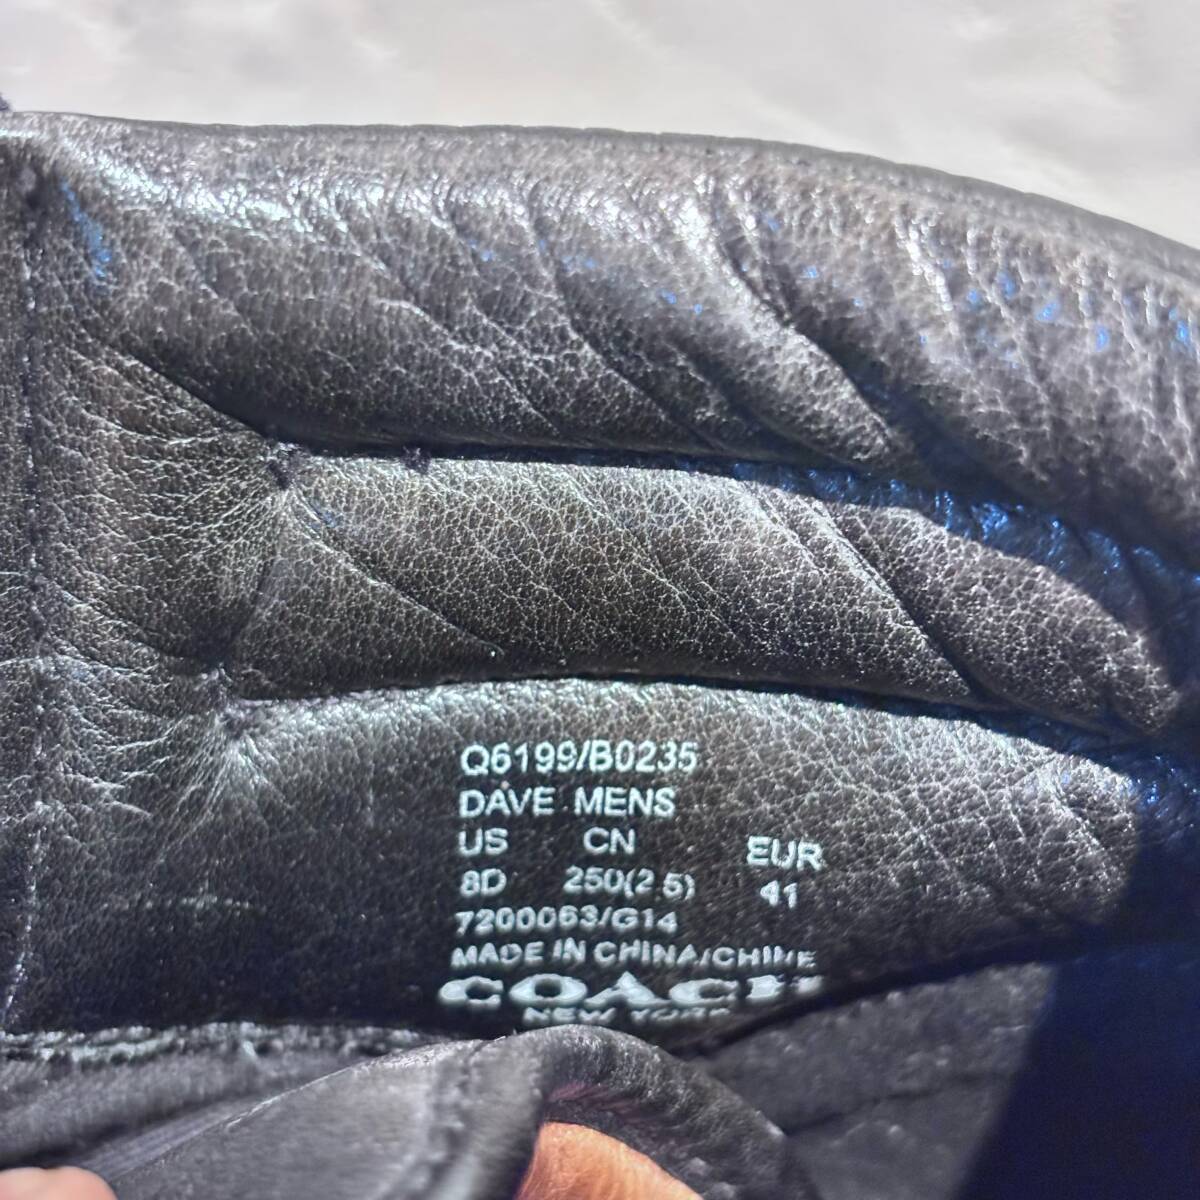 Q6199/B0235
DAVE MENS
US CN EUR
8D 250(2.5) 41
7200063/G14
MADE IN CHINA/CHINE
COACH
NEW YORK